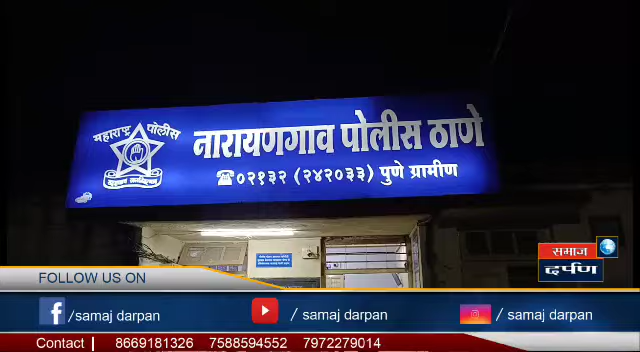 महाराष्ट्र पोलीस
नारायणगाव पोलीस ठाणे
☎०२१३२ (२४२०३३) पुणे ग्रामीण
समाज
दर्पण
FOLLOW US ON
/samaj darpan
/ samaj darpan
/ samaj darpan
Contact | 8669181326 7588594552 7972279014